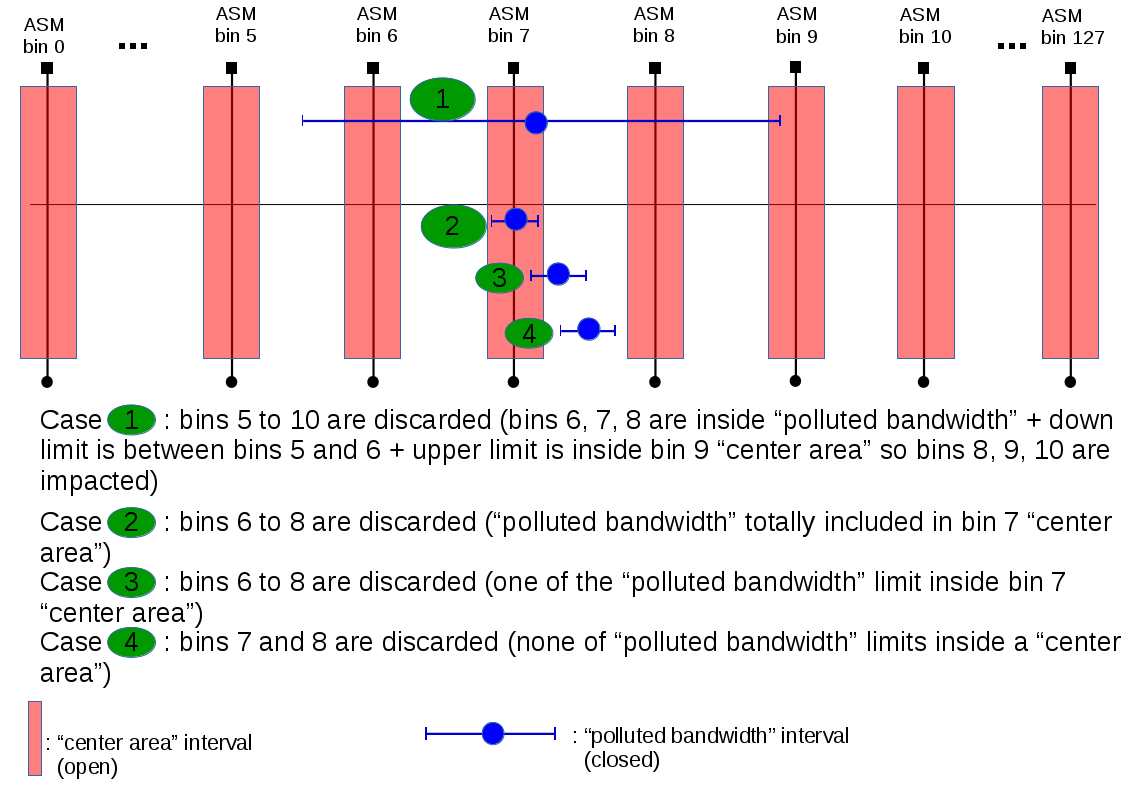 ASM
bin 0
...
ASM
bin 5
ASM
bin 6
ASM
bin 7
ASM
bin 8
ASM
bin 9
ASM
bin 10
...
ASM
bin 127
1
2
3
4
Case 1 : bins 5 to 10 are discarded (bins 6, 7, 8 are inside “polluted bandwidth” + down
limit is between bins 5 and 6 + upper limit is inside bin 9 “center area” so bins 8, 9, 10 are
impacted)
Case 2 : bins 6 to 8 are discarded (“polluted bandwidth” totally included in bin 7 “center
area”)
Case 3 : bins 6 to 8 are discarded (one of the “polluted bandwidth” limit inside bin 7
“center area”)
Case 4 : bins 7 and 8 are discarded (none of “polluted bandwidth” limits inside a “center
area”)
: “center area” interval
(open)
: “polluted bandwidth” interval
(closed)